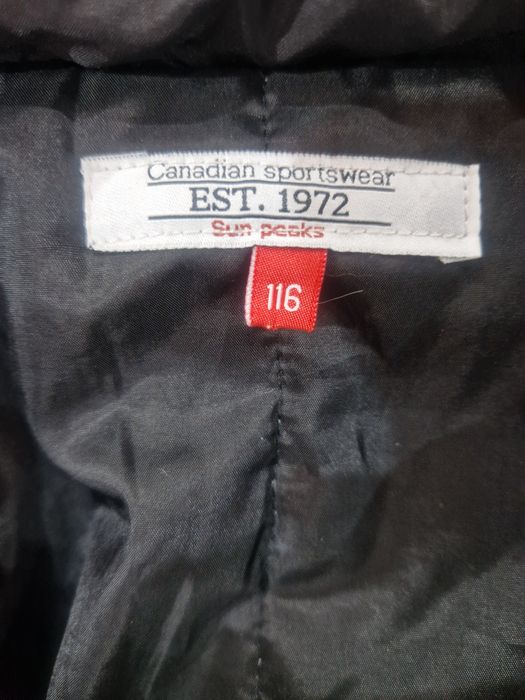 Canadian sportswear
EST. 1972
Sun peaks
116